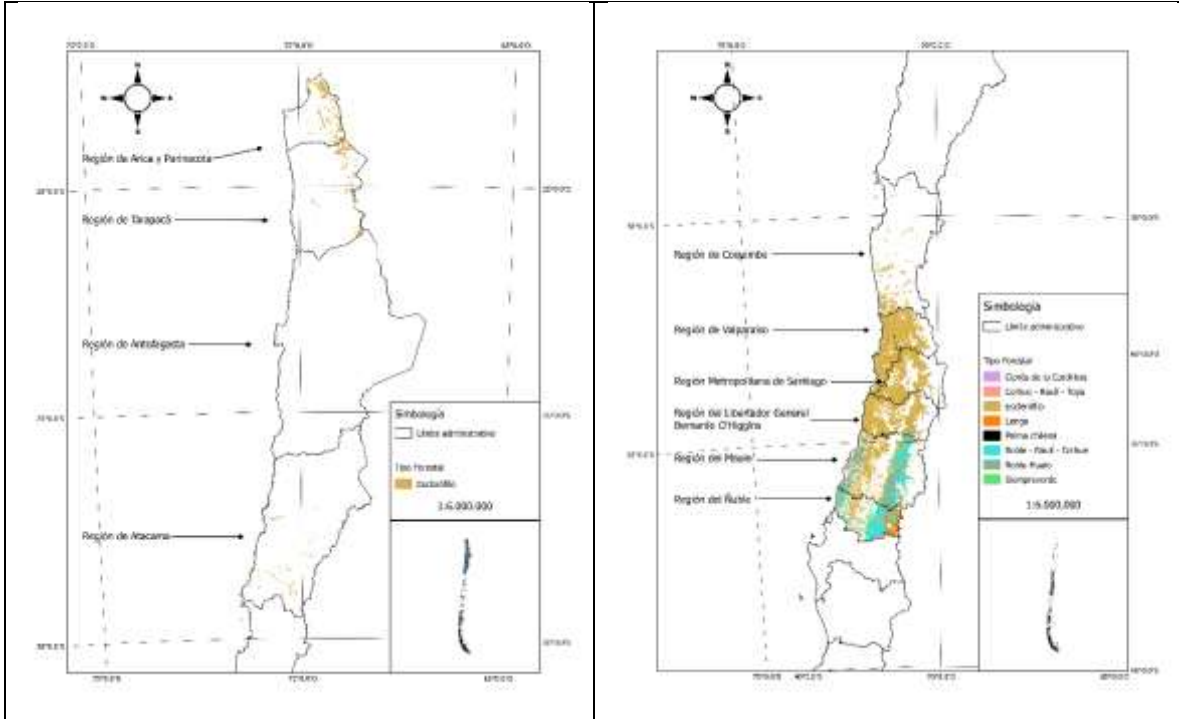 N
S
Región de Arica y Parinacota
Región de Tarapacá
Región de Antofagasta
Región de Atacama
Simbología
Límite administrativo
Tipo Forestal
Esclerófilo
1:6.000.000
N
S
Región de Coquimbo
Región de Valparaíso
Región Metropolitana de Santiago
Región del Libertador General
Bernardo O'Higgins
Región del Maule
Región del Ñuble
Simbología
Límite administrativo
Tipo Forestal
Ciprés de la Cordillera
Coihue - Raulí - Tepa
Esclerófilo
Lenga
Palma chilena
Roble - Raulí - Coihue
Roble Hualo
Siempreverde
1:6.000.000